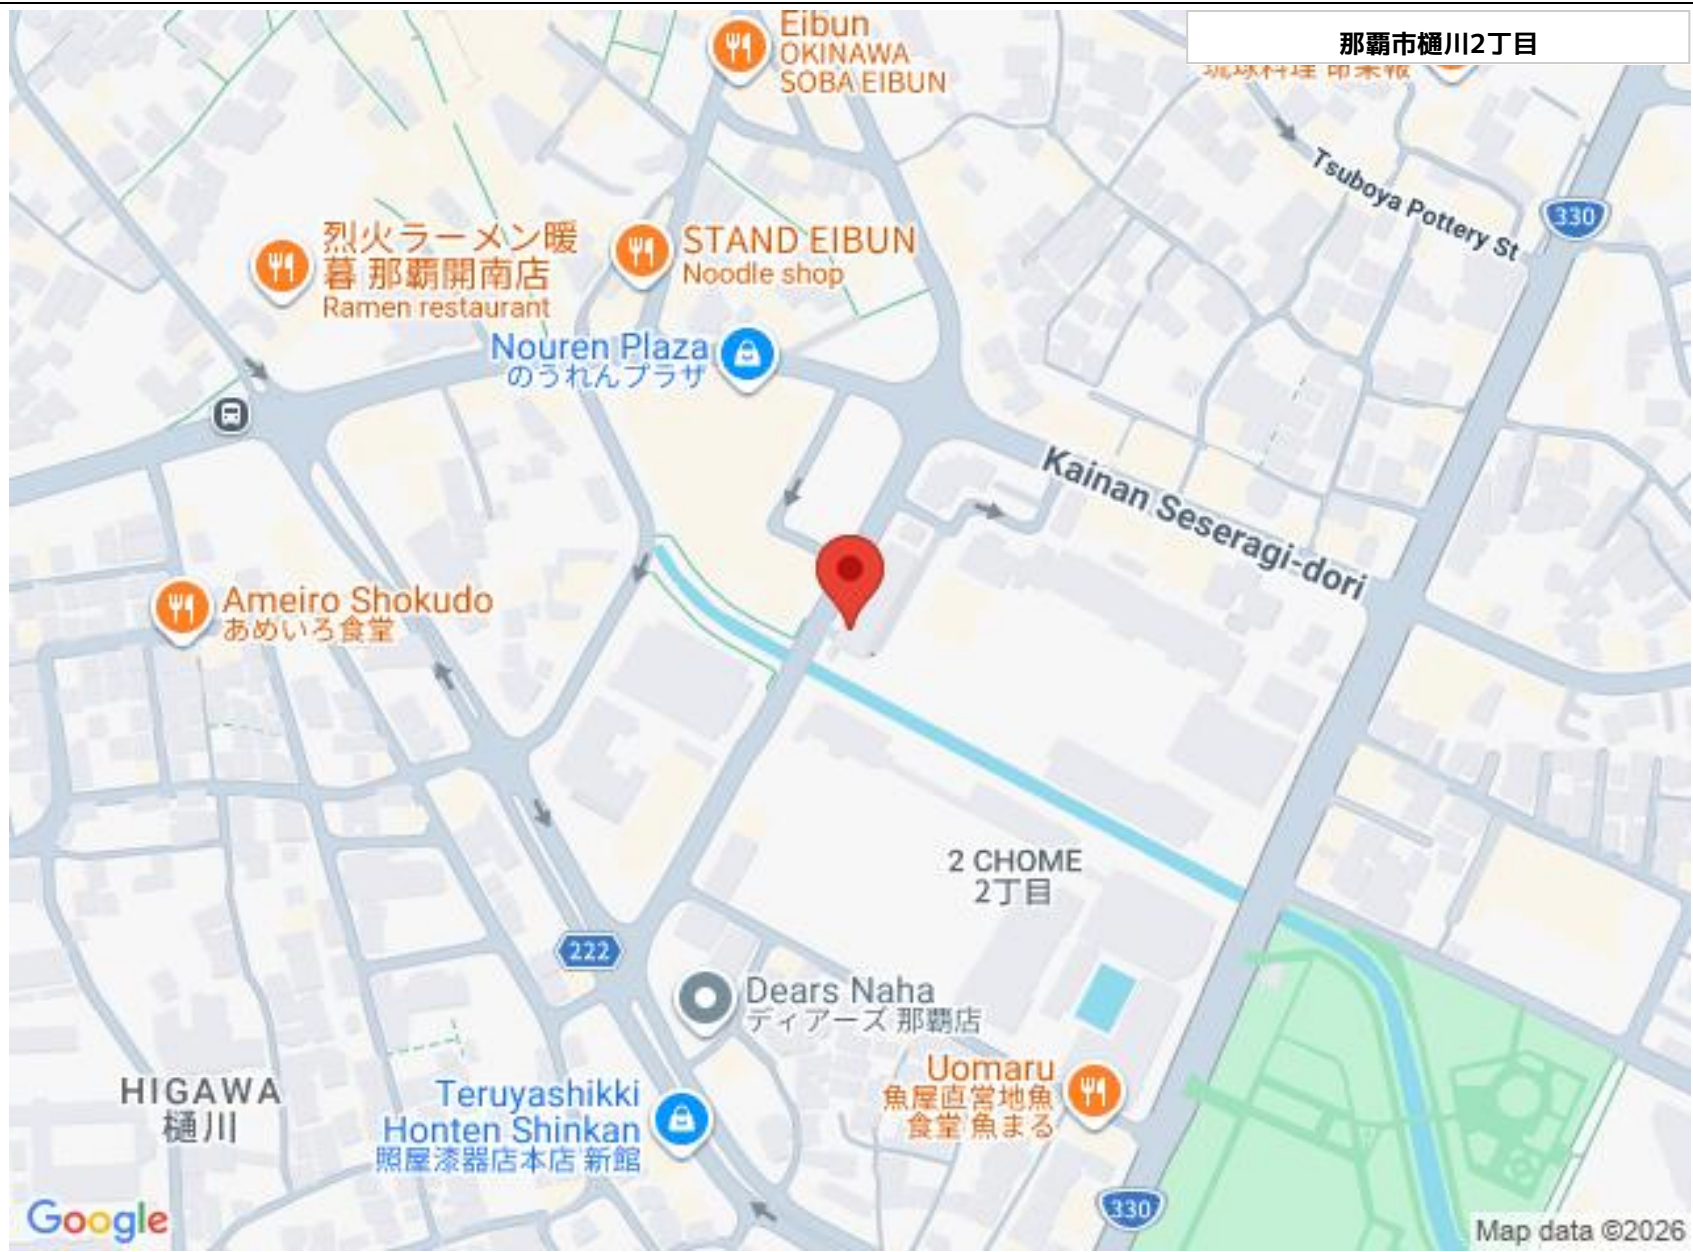 那覇市樋川2丁目
Eibun
OKINAWA
SOBA EIBUN
Tsuboya Pottery St
330
烈火ラーメン暖
暮 那覇開南店
Ramen restaurant
STAND EIBUN
Noodle shop
Nouren Plaza
のうれんプラザ
Kainan Seseragi-dori
Ameiro Shokudo
あめいろ食堂
2 CHOME
2丁目
222
Dears Naha
ディアーズ 那覇店
HIGAWA
樋川
Teruyashikki
Honten Shinkan
照屋漆器店本店 新館
Uomaru
魚屋直営地魚
食堂 魚まる
330
Google
Map data ©2026